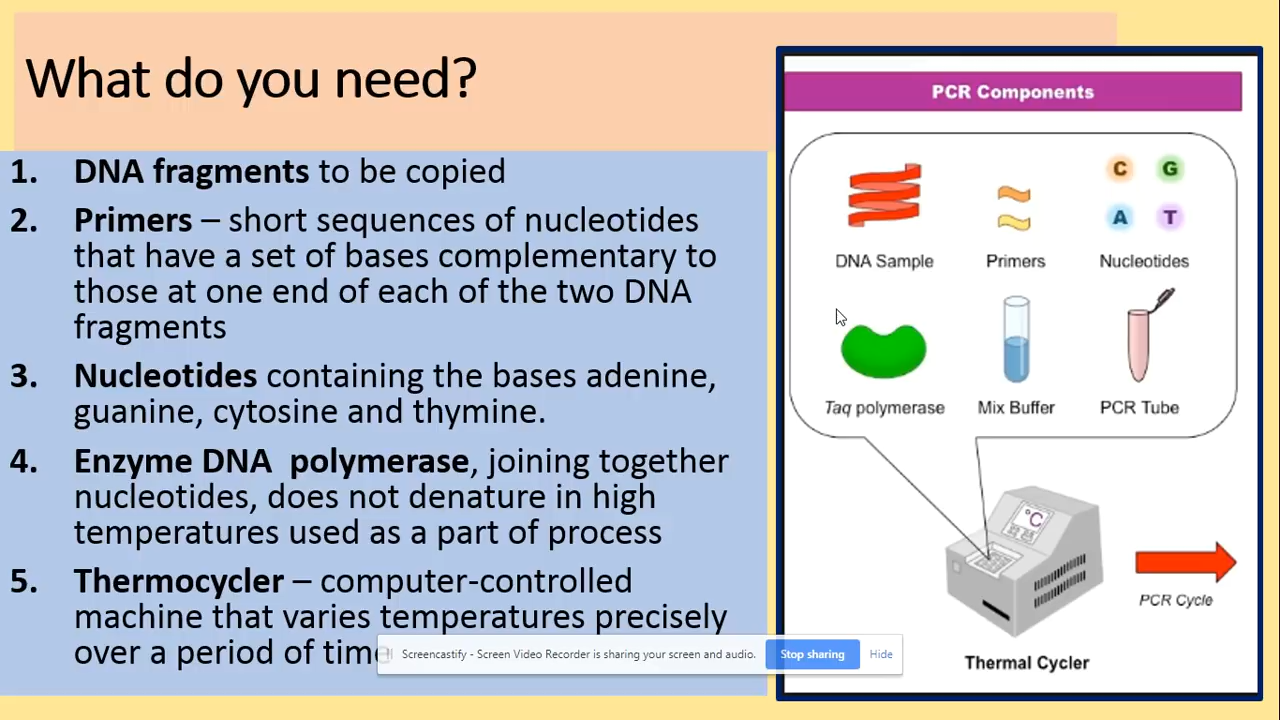 What do you need?
1. DNA fragments to be copied
2. Primers – short sequences of nucleotides
that have a set of bases complementary to
those at one end of each of the two DNA
fragments
3. Nucleotides containing the bases adenine,
guanine, cytosine and thymine.
4. Enzyme DNA polymerase, joining together
nucleotides, does not denature in high
temperatures used as a part of process
5. Thermocycler – computer-controlled
machine that varies temperatures precisely
over a period of time
PCR Components
C G
A T
DNA Sample Primers Nucleotides
Taq polymerase Mix Buffer PCR Tube
°C
PCR Cycle
Thermal Cycler
Screencastify - Screen Video Recorder is sharing your screen and audio. Stop sharing Hide